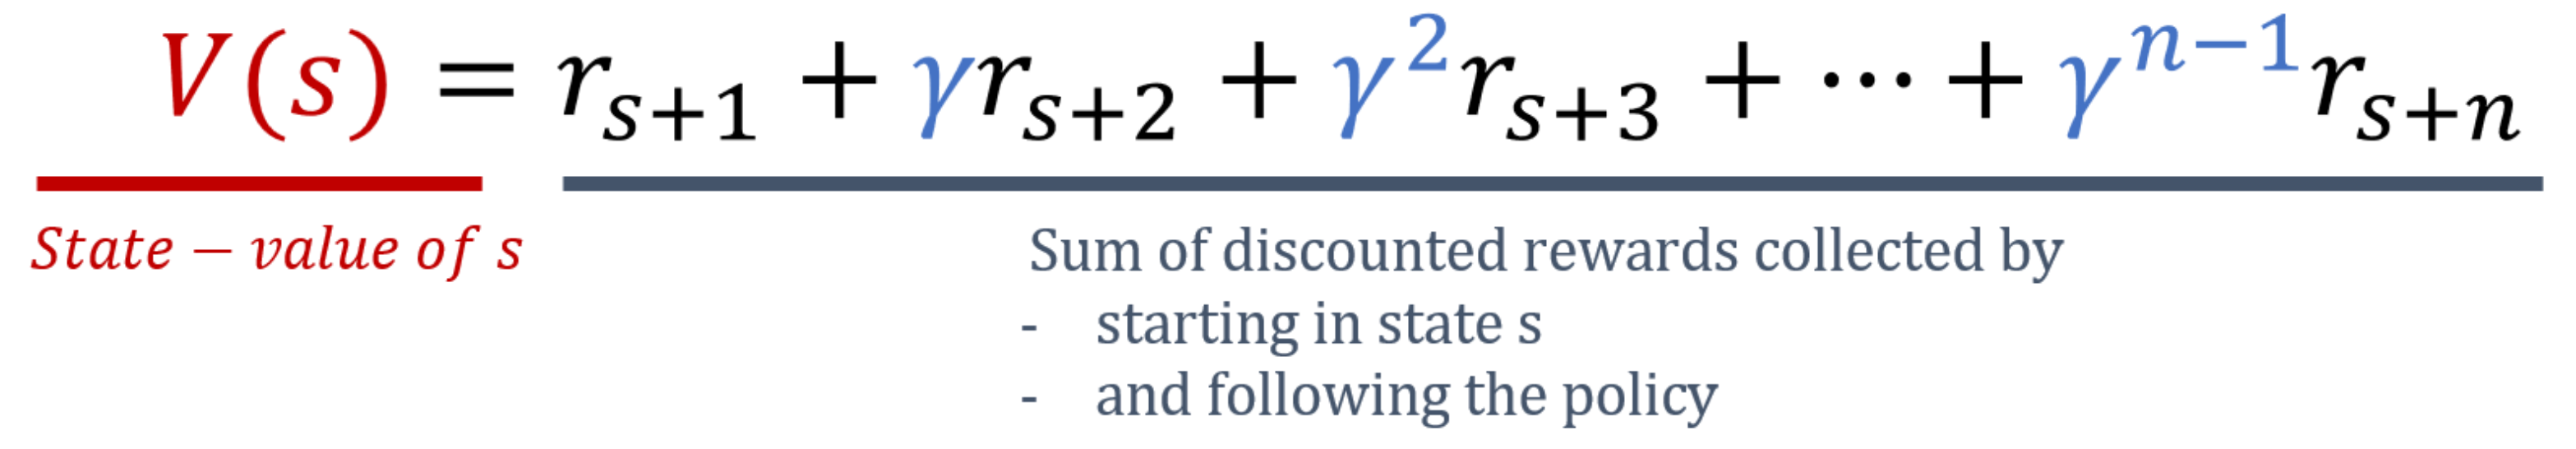 V(s) = r_{s+1} + γr_{s+2} + γ^2 r_{s+3} + ⋯ + γ^{n−1} r_{s+n}
State − value of s
Sum of discounted rewards collected by
- starting in state s
- and following the policy